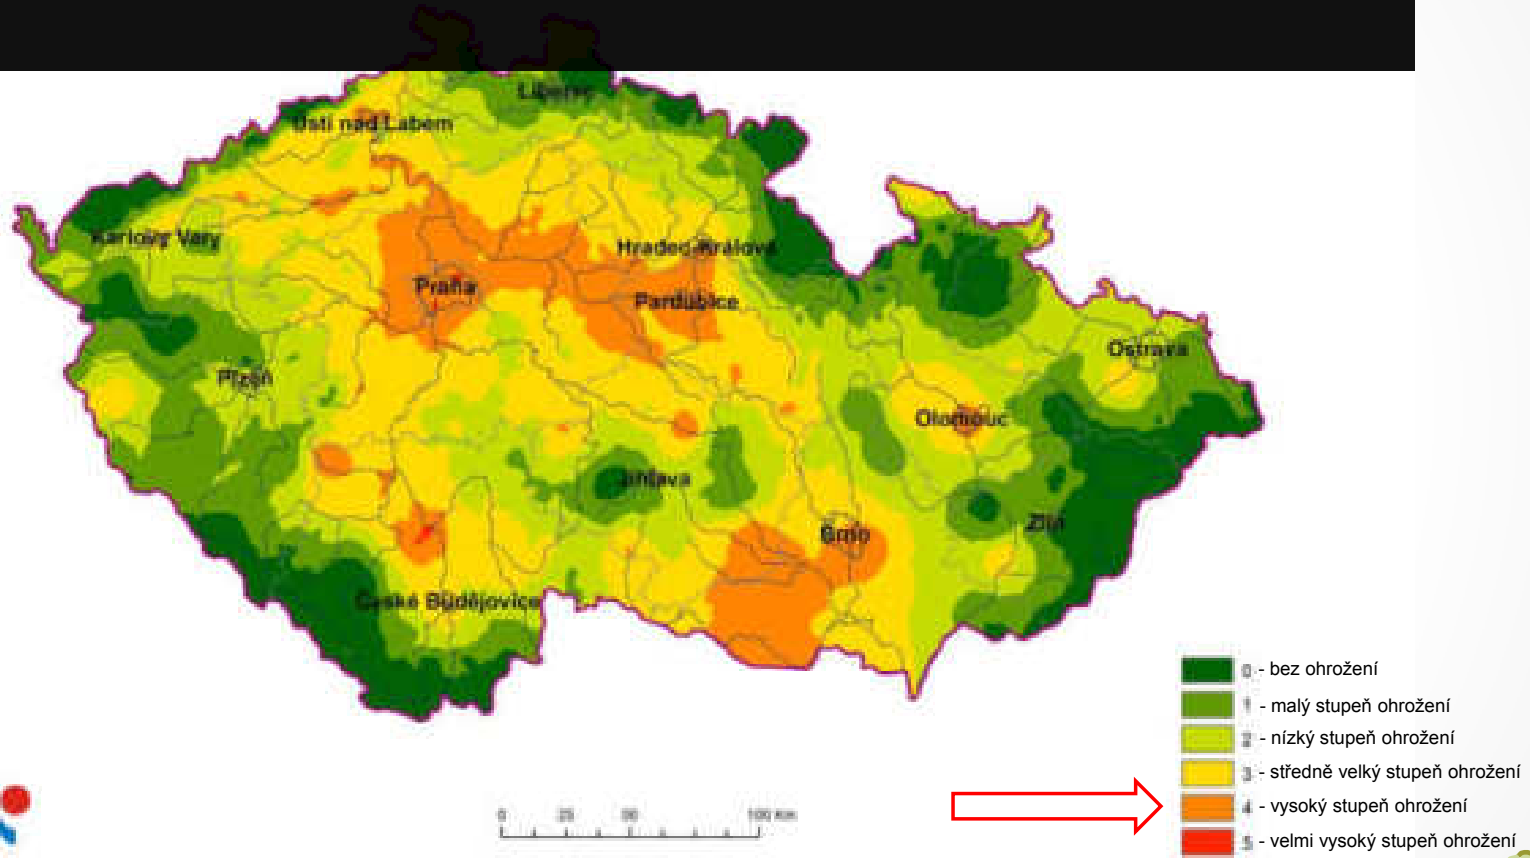 Liberec
Ústí nad Labem
Karlovy Vary
Hradec Králové
Praha
Pardubice
Ostrava
Plzeň
Olomouc
Jihlava
Zlín
Brno
České Budějovice
0 - bez ohrožení
1 - malý stupeň ohrožení
2 - nízký stupeň ohrožení
3 - středně velký stupeň ohrožení
4 - vysoký stupeň ohrožení
5 - velmi vysoký stupeň ohrožení
0 25 50 100 Km